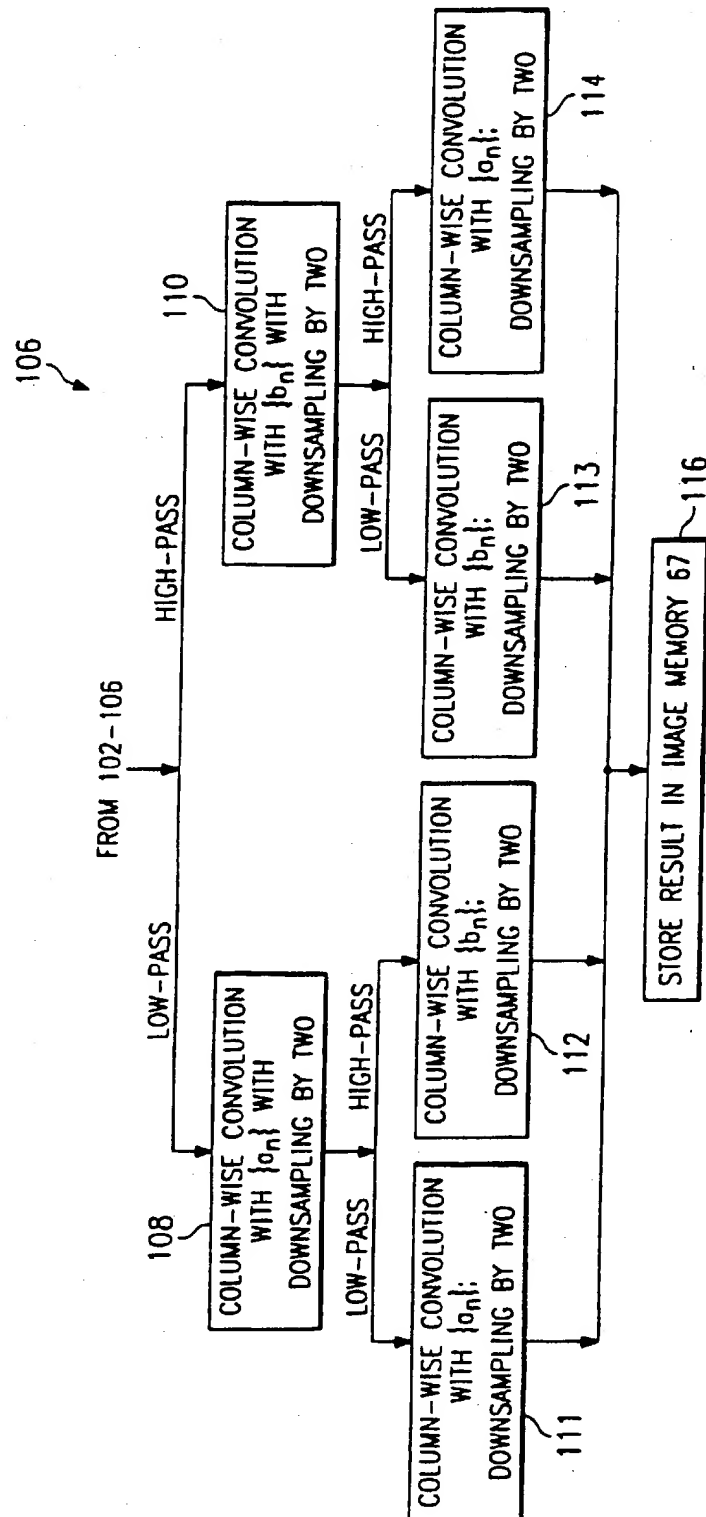 106
FROM 102-106
LOW-PASS
HIGH-PASS
108
COLUMN-WISE CONVOLUTION
WITH {an} WITH
DOWNSAMPLING BY TWO
110
COLUMN-WISE CONVOLUTION
WITH {bn} WITH
DOWNSAMPLING BY TWO
LOW-PASS
HIGH-PASS
LOW-PASS
HIGH-PASS
COLUMN-WISE CONVOLUTION
WITH {an};
DOWNSAMPLING BY TWO
111
COLUMN-WISE CONVOLUTION
WITH {bn};
DOWNSAMPLING BY TWO
112
COLUMN-WISE CONVOLUTION
WITH {bn};
DOWNSAMPLING BY TWO
113
COLUMN-WISE CONVOLUTION
WITH {an};
DOWNSAMPLING BY TWO
114
STORE RESULT IN IMAGE MEMORY 67
116